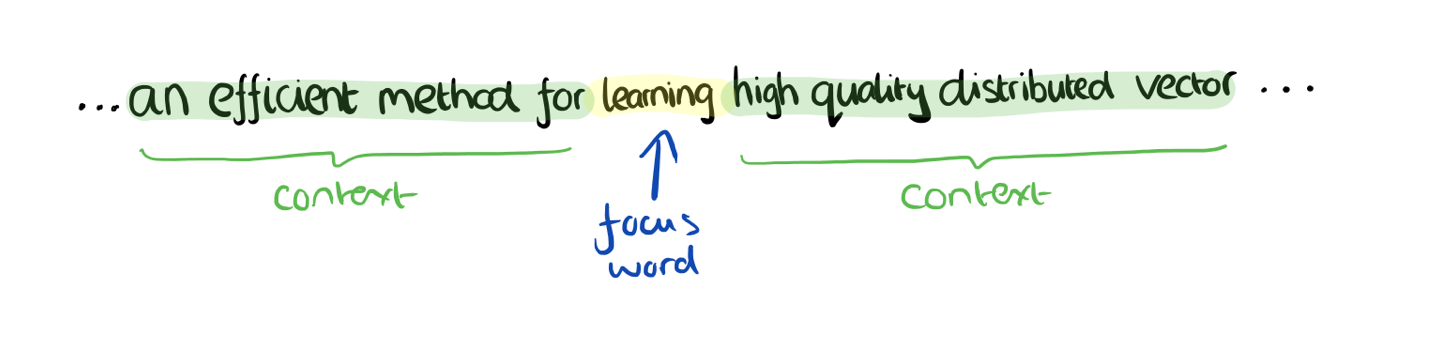 ...an efficient method for learning high quality distributed vector ...
context
context
focus
word